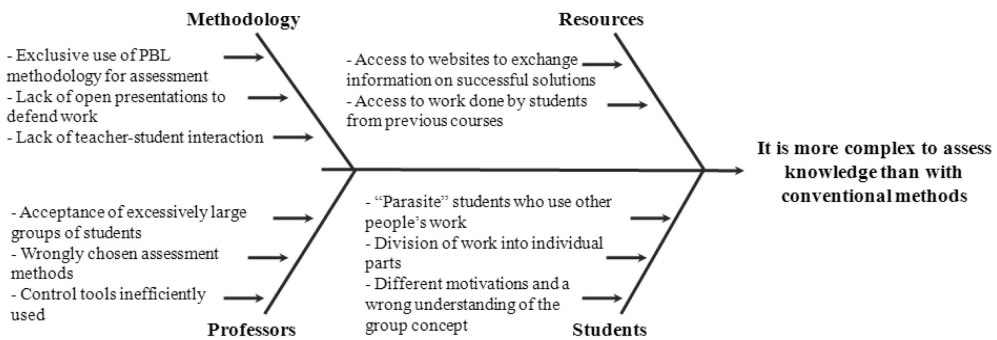 Methodology
- Exclusive use of PBL
methodology for assessment
- Lack of open presentations to
defend work
- Lack of teacher-student interaction
Resources
- Access to websites to exchange
information on successful solutions
- Access to work done by students
from previous courses
It is more complex to assess
knowledge than with
conventional methods
- Acceptance of excessively large
groups of students
- Wrongly chosen assessment
methods
- Control tools inefficiently
used
Professors
- “Parasite” students who use other
people’s work
- Division of work into individual
parts
- Different motivations and a
wrong understanding of the
group concept
Students